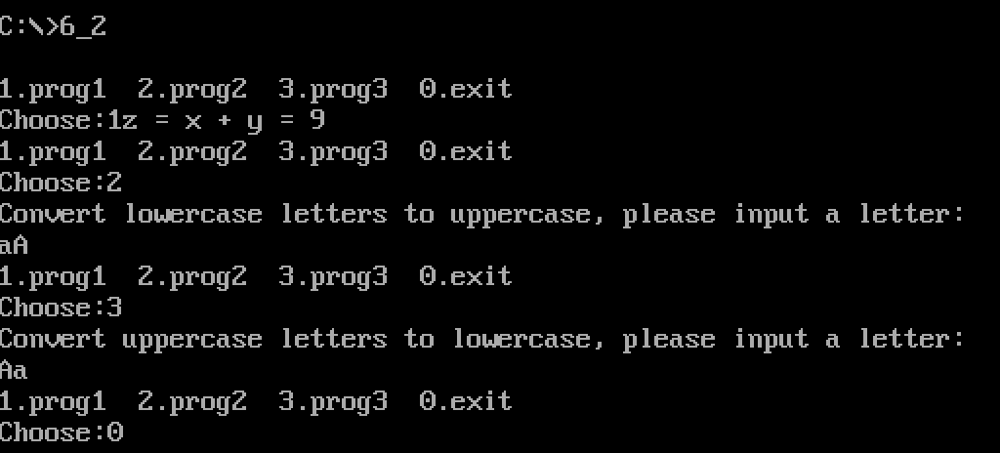 C:\>6_2
1.prog1  2.prog2  3.prog3  0.exit
Choose:1z = x + y = 9
1.prog1  2.prog2  3.prog3  0.exit
Choose:2
Convert lowercase letters to uppercase, please input a letter:
aA
1.prog1  2.prog2  3.prog3  0.exit
Choose:3
Convert uppercase letters to lowercase, please input a letter:
Aa
1.prog1  2.prog2  3.prog3  0.exit
Choose:0